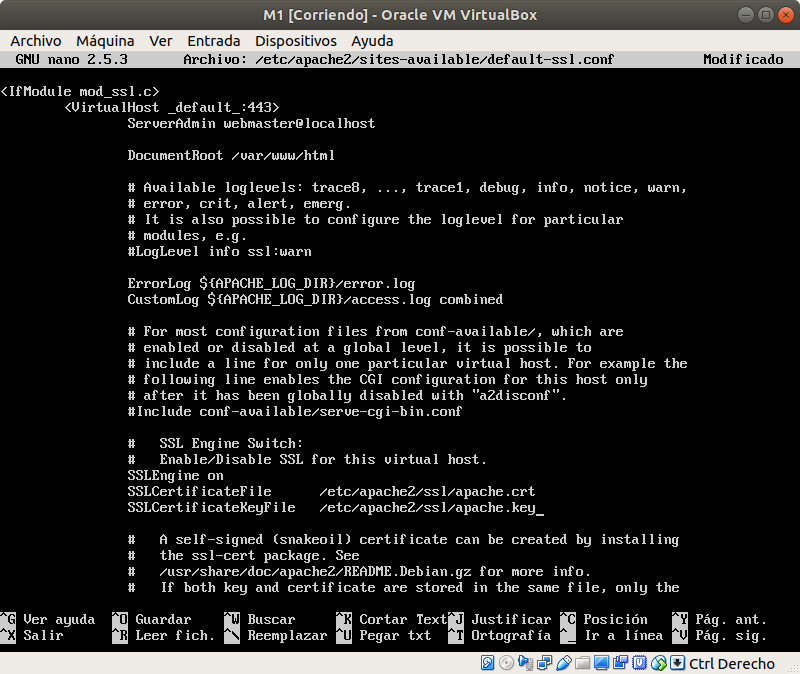 M1 [Corriendo] - Oracle VM VirtualBox
Archivo Máquina Ver Entrada Dispositivos Ayuda
GNU nano 2.5.3 Archivo: /etc/apache2/sites-available/default-ssl.conf Modificado
<IfModule mod_ssl.c>
<VirtualHost _default_:443>
ServerAdmin webmaster@localhost
DocumentRoot /var/www/html
# Available loglevels: trace8, ..., trace1, debug, info, notice, warn,
# error, crit, alert, emerg.
# It is also possible to configure the loglevel for particular
# modules, e.g.
#LogLevel info ssl:warn
ErrorLog ${APACHE_LOG_DIR}/error.log
CustomLog ${APACHE_LOG_DIR}/access.log combined
# For most configuration files from conf-available/, which are
# enabled or disabled at a global level, it is possible to
# include a line for only one particular virtual host. For example the
# following line enables the CGI configuration for this host only
# after it has been globally disabled with "a2disconf".
#Include conf-available/serve-cgi-bin.conf
# SSL Engine Switch:
# Enable/Disable SSL for this virtual host.
SSLEngine on
SSLCertificateFile /etc/apache2/ssl/apache.crt
SSLCertificateKeyFile /etc/apache2/ssl/apache.key_
# A self-signed (snakeoil) certificate can be created by installing
# the ssl-cert package. See
# /usr/share/doc/apache2/README.Debian.gz for more info.
# If both key and certificate are stored in the same file, only the
^G Ver ayuda ^O Guardar ^W Buscar ^K Cortar Text ^J Justificar ^C Posición ^Y Pág. ant.
^X Salir ^R Leer fich. ^\ Reemplazar ^U Pegar txt ^T Ortografía ^_ Ir a línea ^V Pág. sig.
Ctrl Derecho